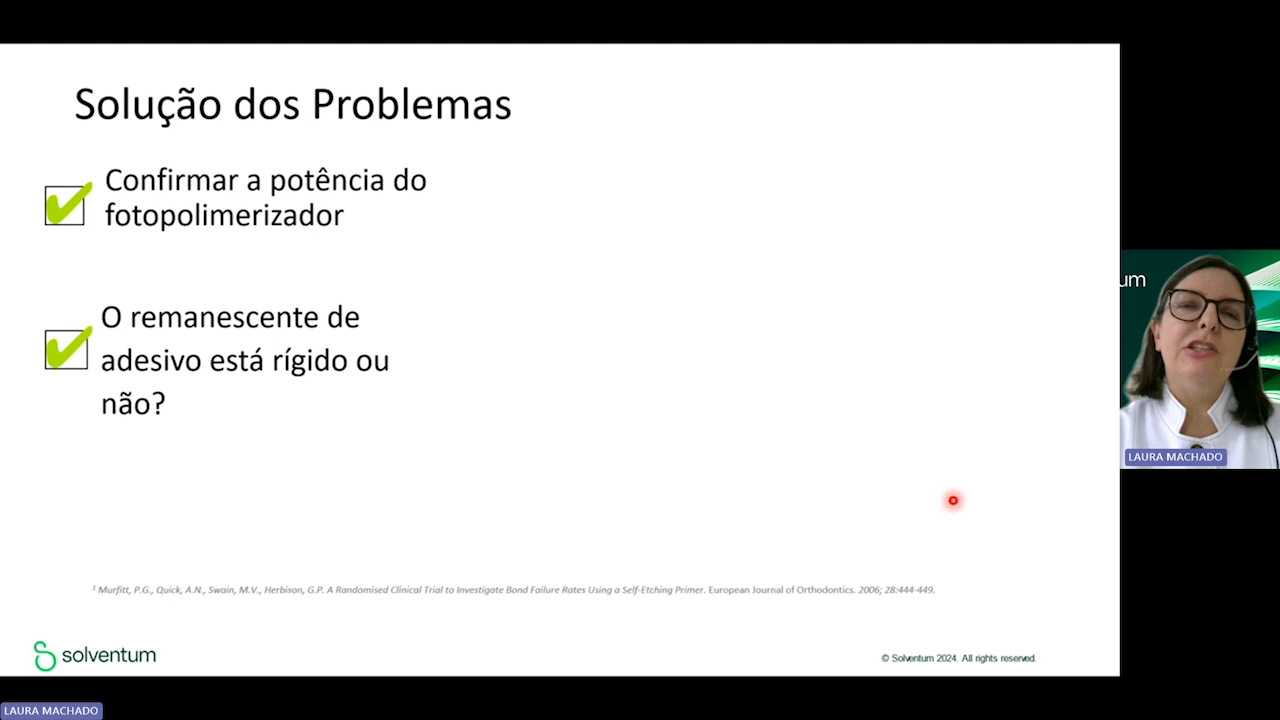 Solução dos Problemas
Confirmar a potência do
fotopolimerizador
O remanescente de
adesivo está rígido ou
não?
1 Murfitt, P.G., Quick, A.N., Swain, M.V., Herbison, G.P. A Randomised Clinical Trial to Investigate Bond Failure Rates Using a Self-Etching Primer. European Journal of Orthodontics. 2006; 28:444-449.
solventum
© Solventum 2024. All rights reserved.
um
LAURA MACHADO
LAURA MACHADO